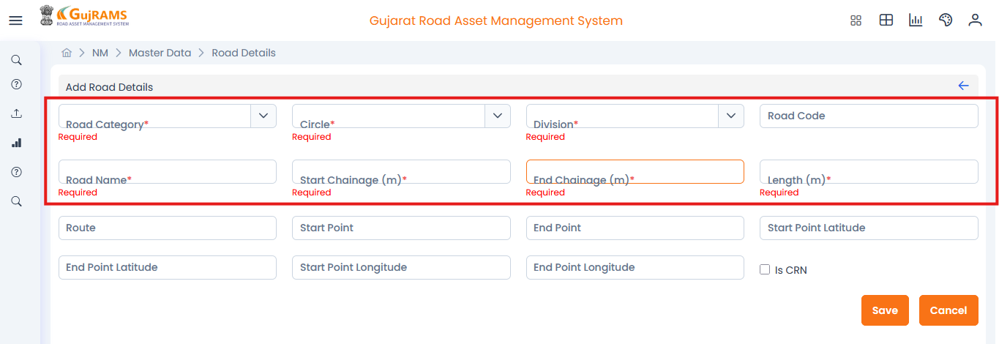 GujRAMS
ROAD ASSET MANAGEMENT SYSTEM
Gujarat Road Asset Management System
NM Master Data Road Details
Add Road Details
Road Category* Circle* Division* Road Code
Required Required Required
Road Name* Start Chainage (m)* End Chainage (m)* Length (m)*
Required Required Required Required
Route Start Point End Point Start Point Latitude
End Point Latitude Start Point Longitude End Point Longitude Is CRN
Save Cancel